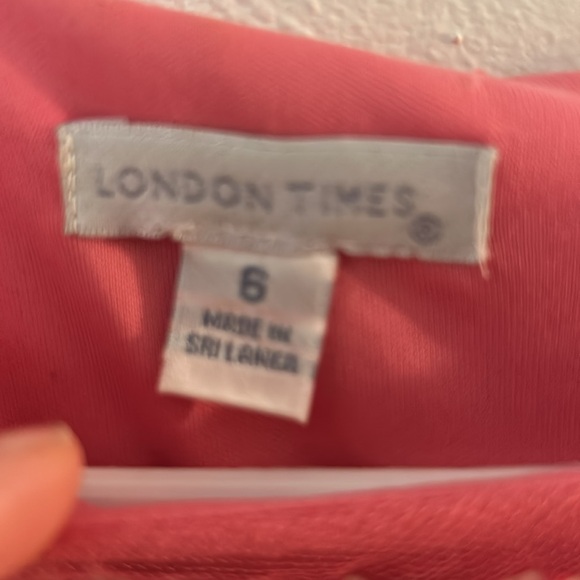 LONDON TIMES ®
6
MADE IN
SRI LANKA